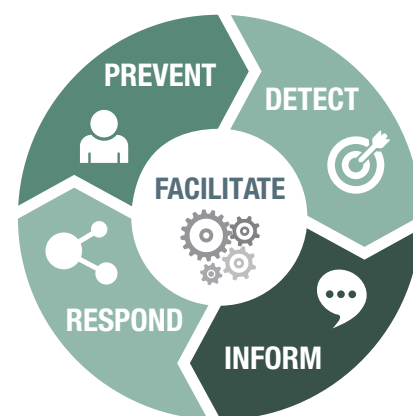 PREVENT
DETECT
FACILITATE
RESPOND
INFORM